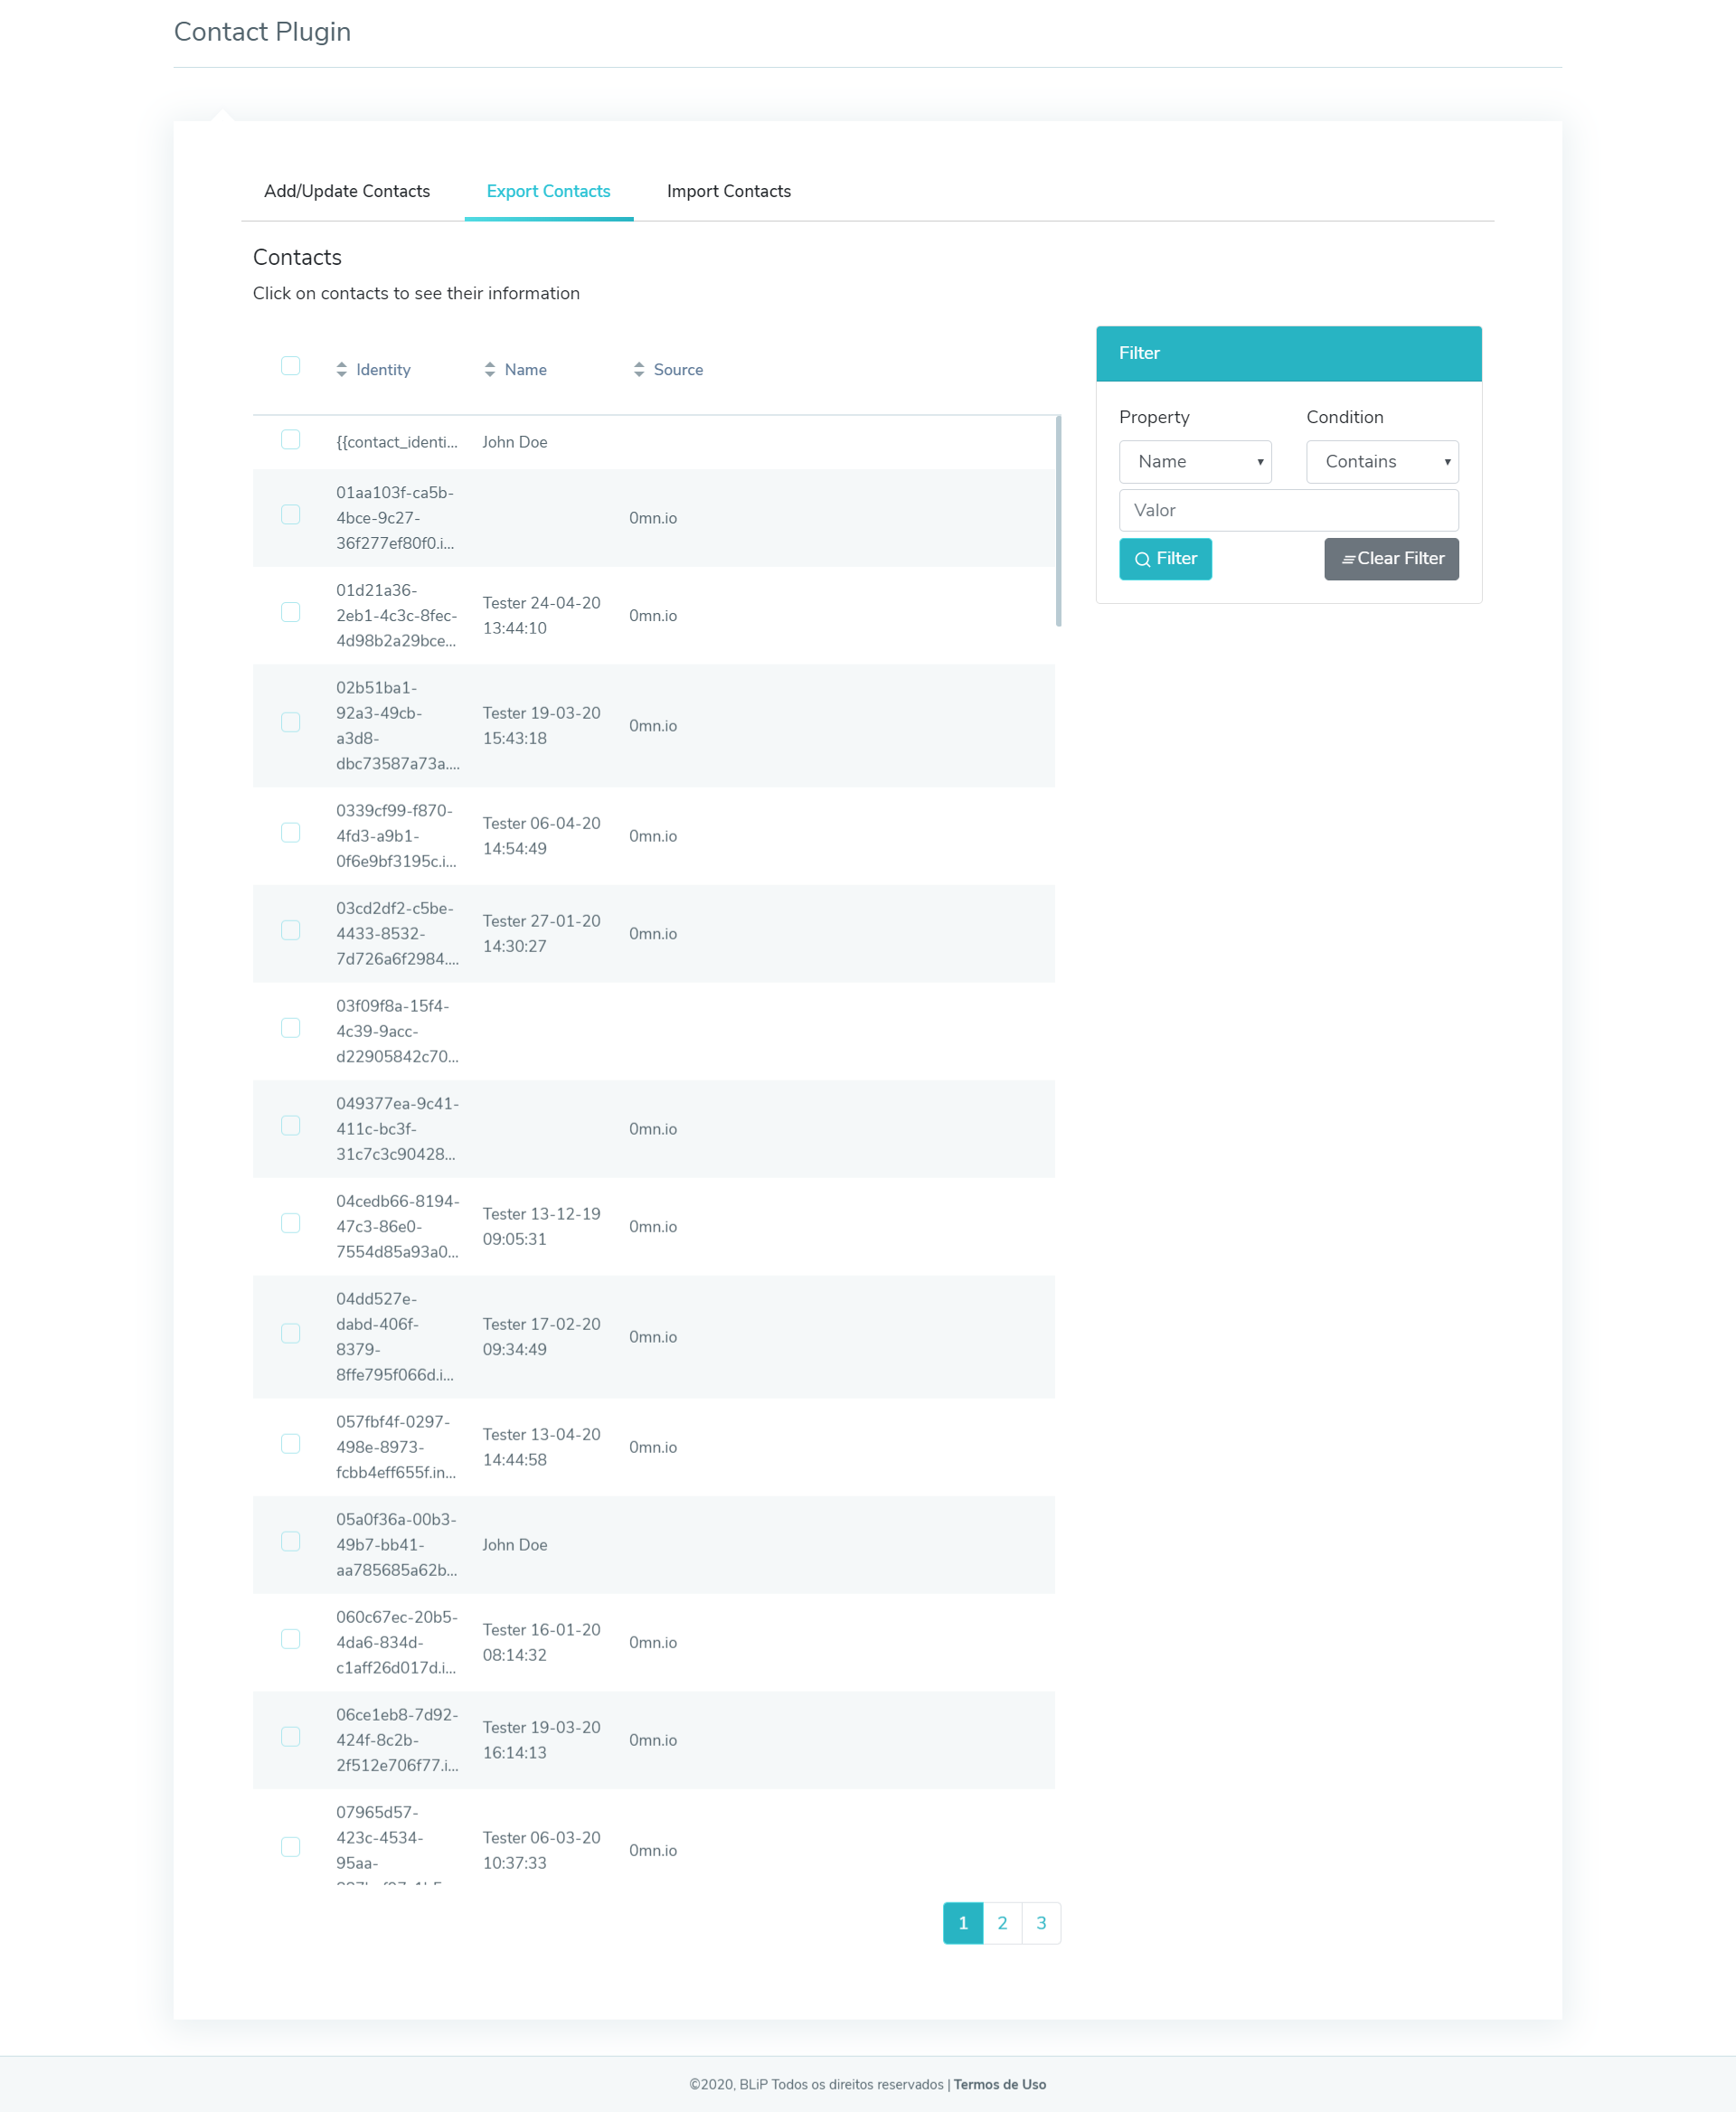 Contact Plugin
Add/Update Contacts
Export Contacts
Import Contacts
Contacts
Click on contacts to see their information
Identity
Name
Source
{{contact_identi...
John Doe
01aa103f-ca5b-
4bce-9c27-
36f277ef80f0.i...
0mn.io
01d21a36-
2eb1-4c3c-8fec-
4d98b2a29bce...
Tester 24-04-20
13:44:10
0mn.io
02b51ba1-
92a3-49cb-
a3d8-
dbc73587a73a....
Tester 19-03-20
15:43:18
0mn.io
0339cf99-f870-
4fd3-a9b1-
0f6e9bf3195c.i...
Tester 06-04-20
14:54:49
0mn.io
03cd2df2-c5be-
4433-8532-
7d726a6f2984....
Tester 27-01-20
14:30:27
0mn.io
03f09f8a-15f4-
4c39-9acc-
d22905842c70...
049377ea-9c41-
411c-bc3f-
31c7c3c90428...
0mn.io
04cedb66-8194-
47c3-86e0-
7554d85a93a0...
Tester 13-12-19
09:05:31
0mn.io
04dd527e-
dabd-406f-
8379-
8ffe795f066d.i...
Tester 17-02-20
09:34:49
0mn.io
057fbf4f-0297-
498e-8973-
fcbb4eff655f.in...
Tester 13-04-20
14:44:58
0mn.io
05a0f36a-00b3-
49b7-bb41-
aa785685a62b...
John Doe
060c67ec-20b5-
4da6-834d-
c1aff26d017d.i...
Tester 16-01-20
08:14:32
0mn.io
06ce1eb8-7d92-
424f-8c2b-
2f512e706f77.i...
Tester 19-03-20
16:14:13
0mn.io
07965d57-
423c-4534-
95aa-
Tester 06-03-20
10:37:33
0mn.io
1
2
3
Filter
Property
Condition
Name
Contains
Valor
Filter
Clear Filter
©2020, BLiP Todos os direitos reservados | Termos de Uso